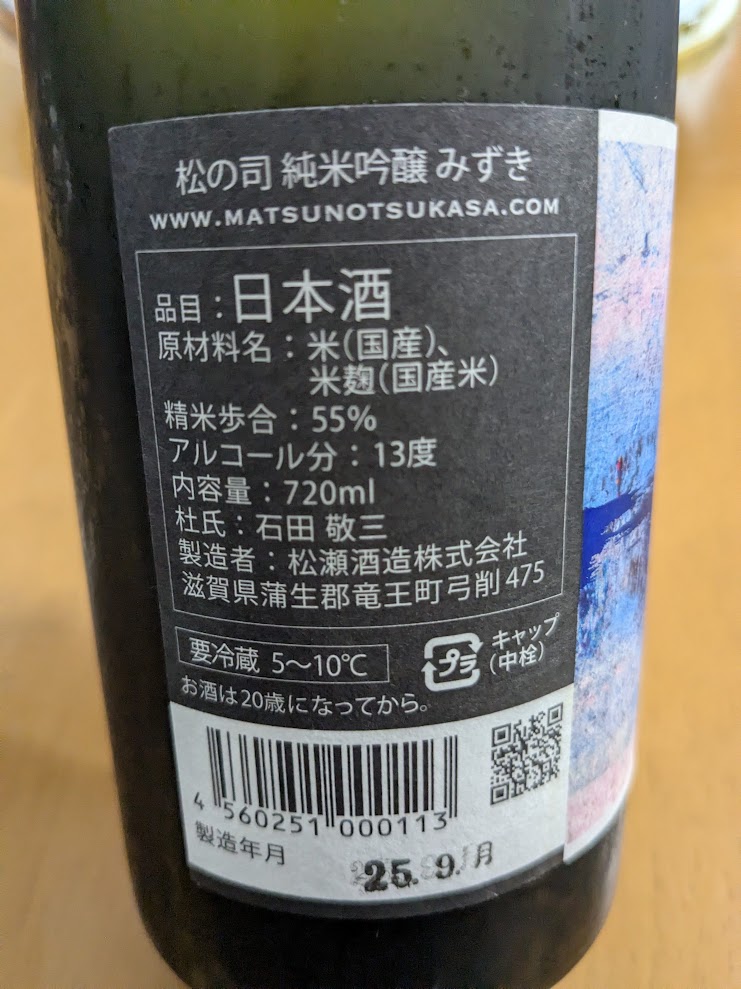 松の司 純米吟醸 みずき
WWW.MATSUNOTSUKASA.COM
品目：日本酒
原材料名：米（国産）、
米麹（国産米）
精米歩合：55%
アルコール分：13度
内容量：720ml
杜氏：石田 敬三
製造者：松瀬酒造株式会社
滋賀県蒲生郡竜王町弓削 475
要冷蔵 5〜10℃
プラ
キャップ
（中栓）
お酒は20歳になってから。
4 560251 000113
製造年月
25.9.月